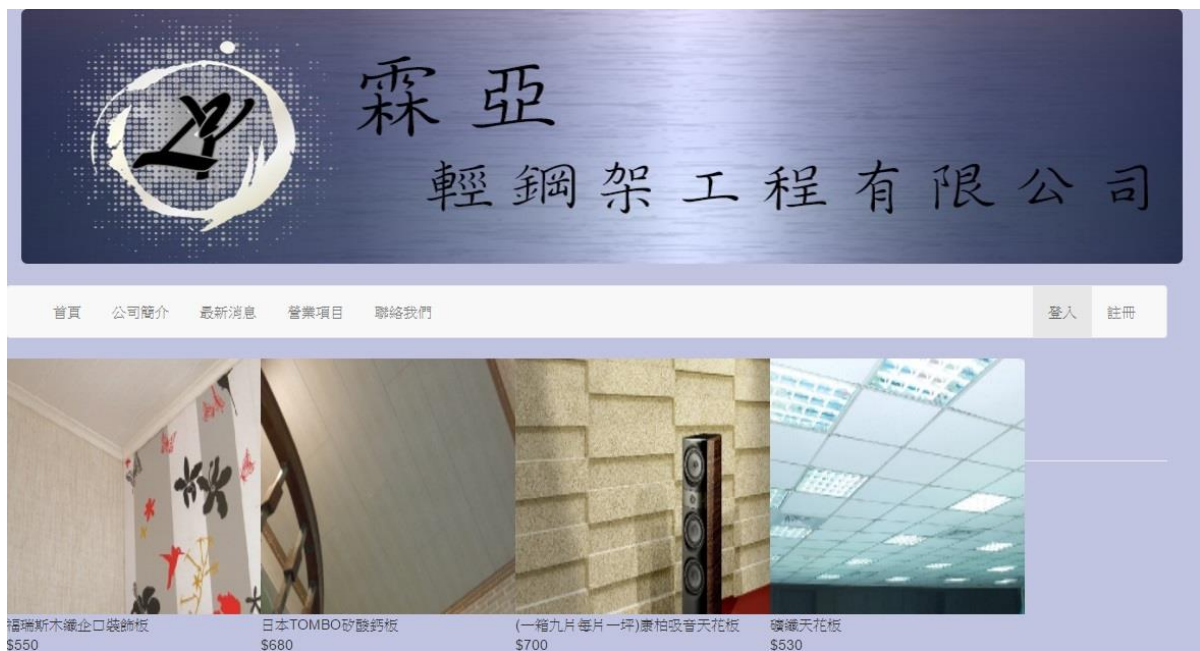 霖亞
輕鋼架工程有限公司
首頁 公司簡介 最新消息 營業項目 聯絡我們 登入 註冊
福瑞斯木纖企口裝飾板 日本TOMBO矽酸鈣板 (一箱九片每片一坪)康柏吸音天花板 礦纖天花板
$550 $680 $700 $530